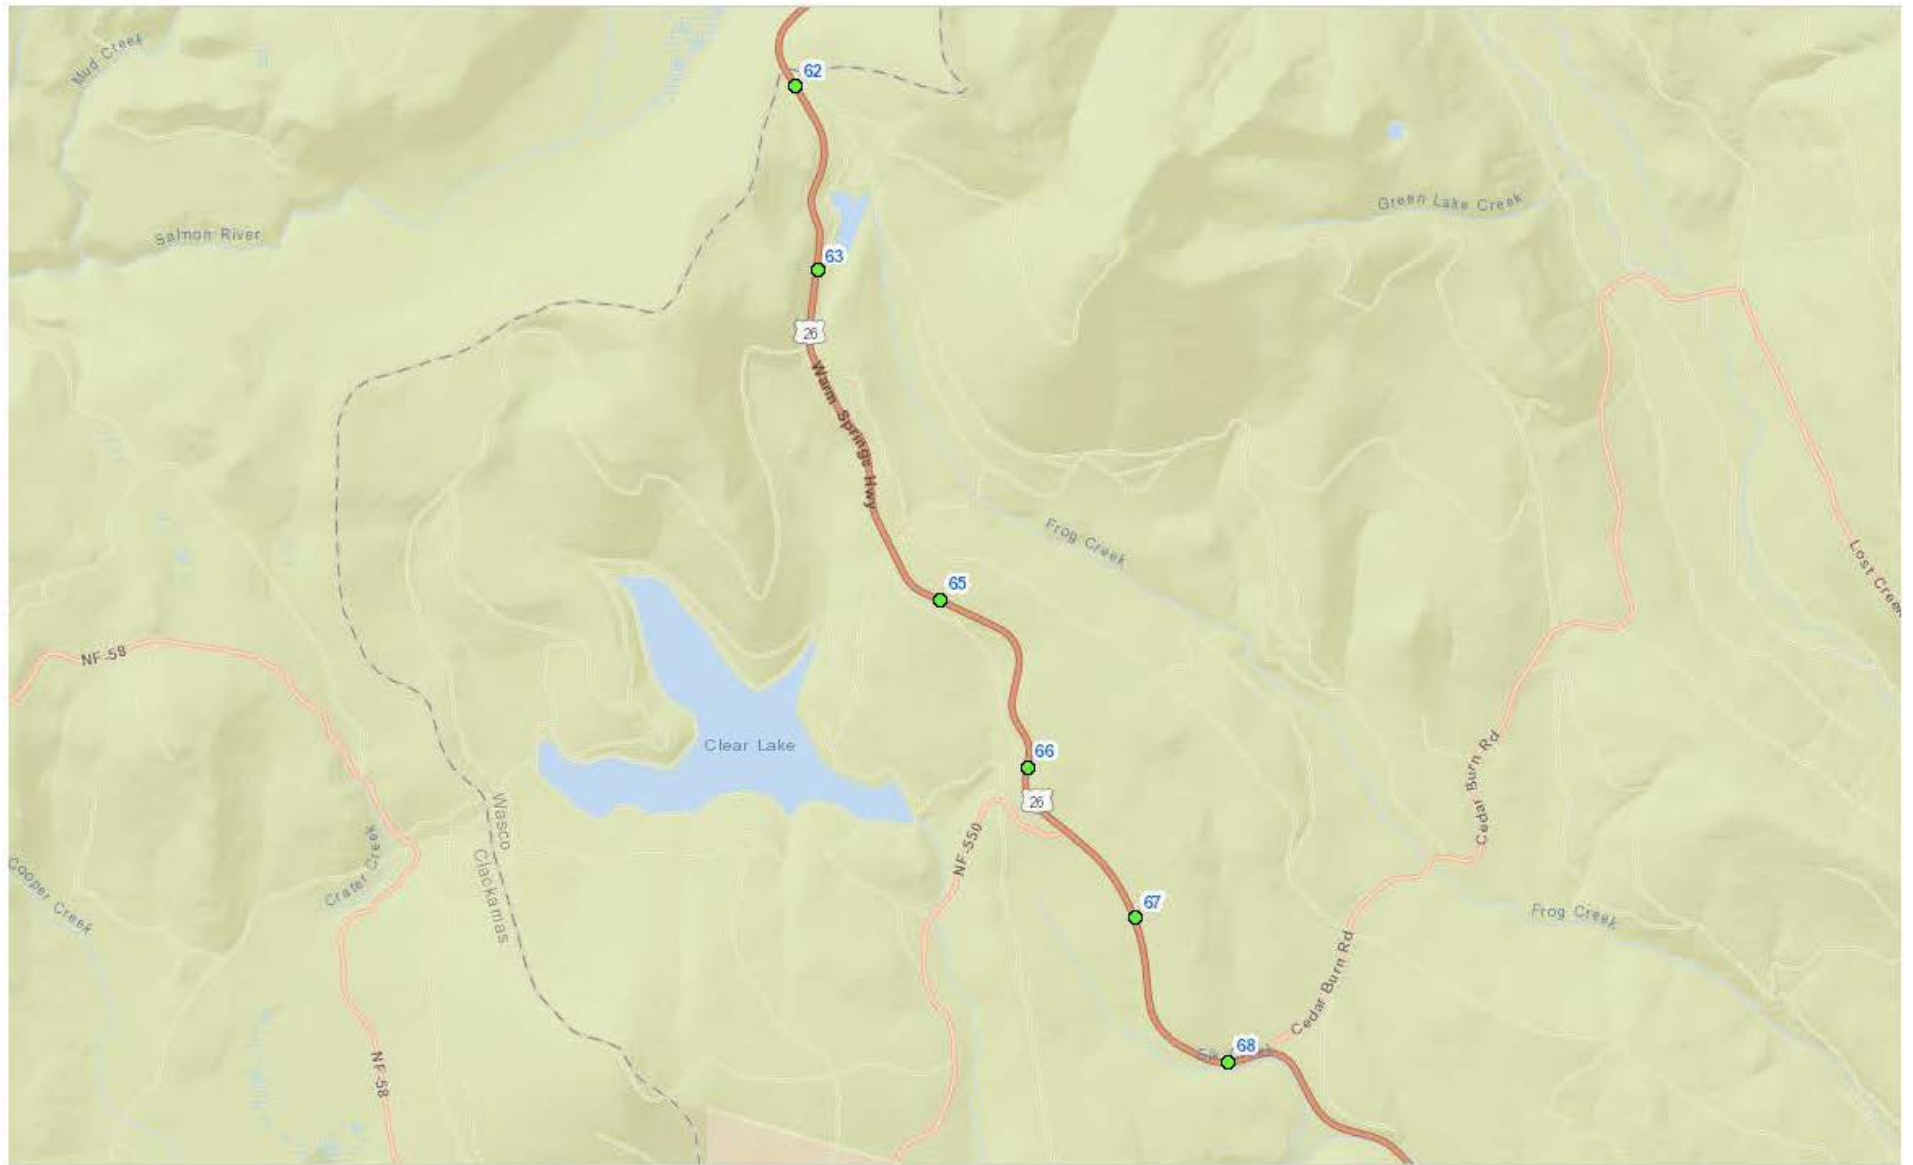 Mud Creek
62
Green Lake Creek
Salmon River
63
26
Warm Springs Hwy
Frog Creek
Lost Creek
65
NF-58
Clear Lake
66
26
Cedar Burn Rd
Wasco
Clackamas
NF-550
Crater Creek
Cooper Creek
67
Frog Creek
Cedar Burn Rd
68
NF-58